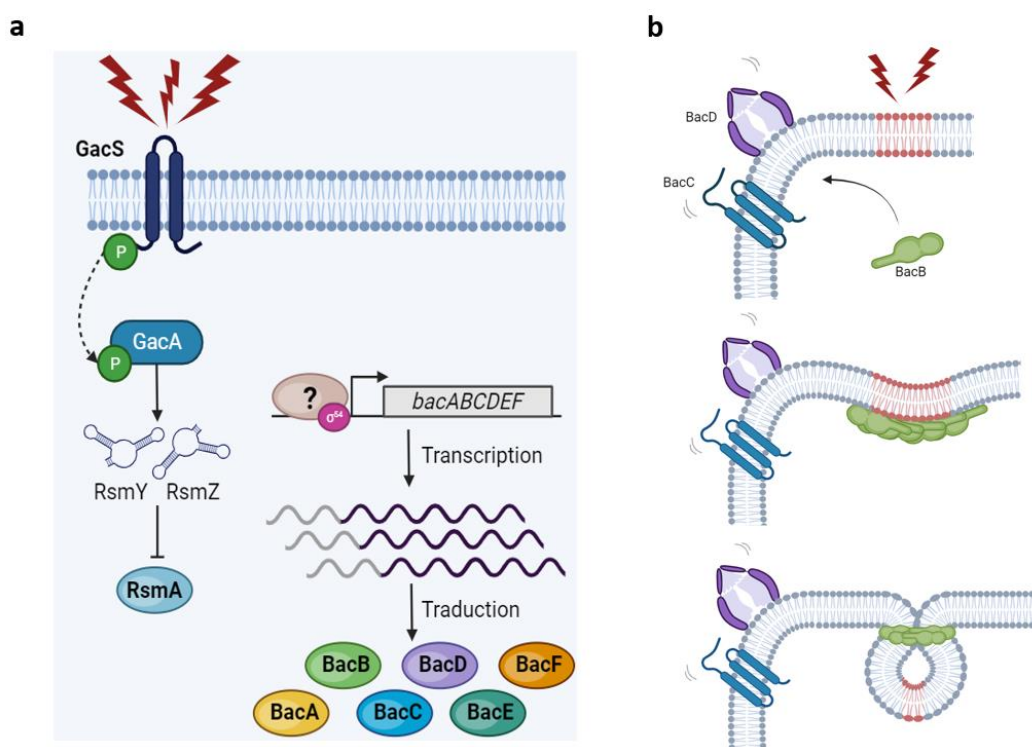 a
GacS
P
GacA
P
RsmY RsmZ
RsmA
?
σ⁵⁴
bacABCDEF
Transcription
Traduction
BacB BacD BacF
BacA BacC BacE
b
BacD
BacC
BacB